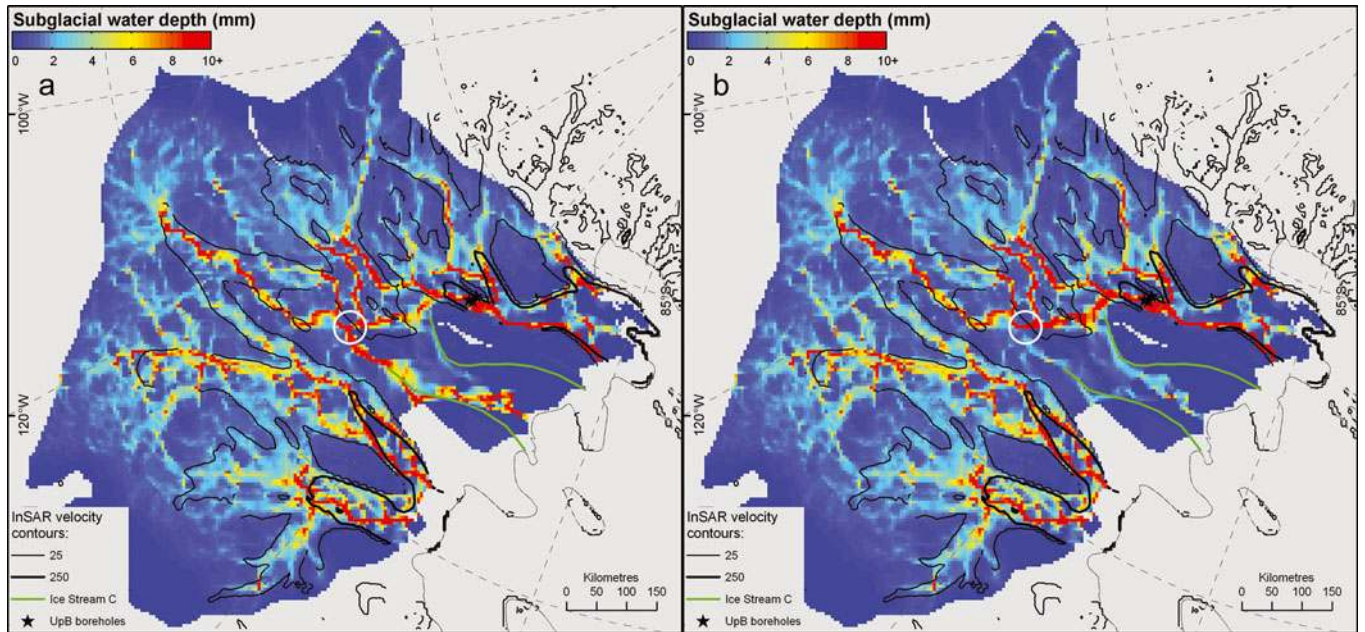 Subglacial water depth (mm)
0 2 4 6 8 10+
a
100°W
120°W
85°S
InSAR velocity
contours:
25
250
Ice Stream C
★ UpB boreholes
Kilometres
0 25 50 100 150
Subglacial water depth (mm)
0 2 4 6 8 10+
b
100°W
120°W
85°S
InSAR velocity
contours:
25
250
Ice Stream C
★ UpB boreholes
Kilometres
0 25 50 100 150